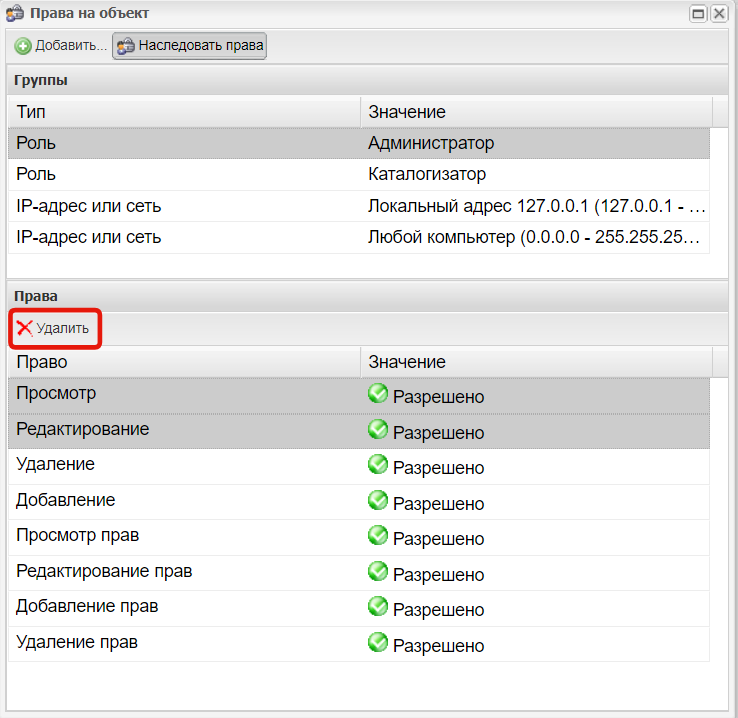 Права на объект
Добавить... Наследовать права
Группы
Тип Значение
Роль Администратор
Роль Каталогизатор
IP-адрес или сеть Локальный адрес 127.0.0.1 (127.0.0.1 - ...
IP-адрес или сеть Любой компьютер (0.0.0.0 - 255.255.25...
Права
Удалить
Право Значение
Просмотр Разрешено
Редактирование Разрешено
Удаление Разрешено
Добавление Разрешено
Просмотр прав Разрешено
Редактирование прав Разрешено
Добавление прав Разрешено
Удаление прав Разрешено